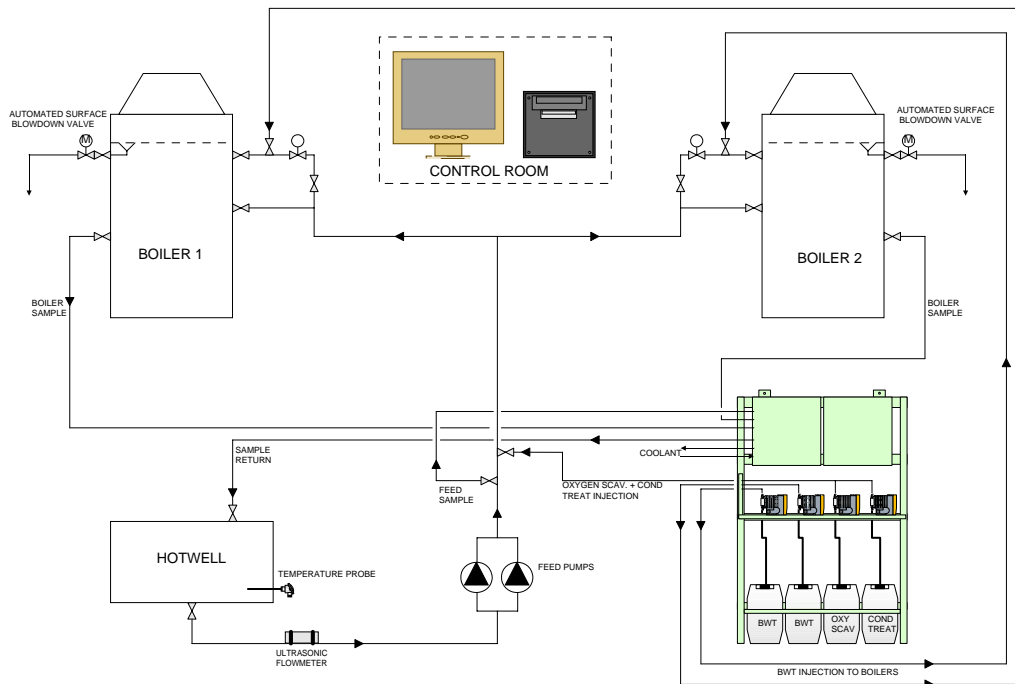 AUTOMATED SURFACE
BLOWDOWN VALVE
M
CONTROL ROOM
AUTOMATED SURFACE
BLOWDOWN VALVE
M
BOILER 1
BOILER 2
BOILER
SAMPLE
BOILER
SAMPLE
SAMPLE
RETURN
COOLANT
FEED
SAMPLE
OXYGEN SCAV. + COND
TREAT INJECTION
HOTWELL
TEMPERATURE PROBE
FEED PUMPS
ULTRASONIC
FLOWMETER
BWT
BWT
OXY
SCAV
COND
TREAT
BWT INJECTION TO BOILERS